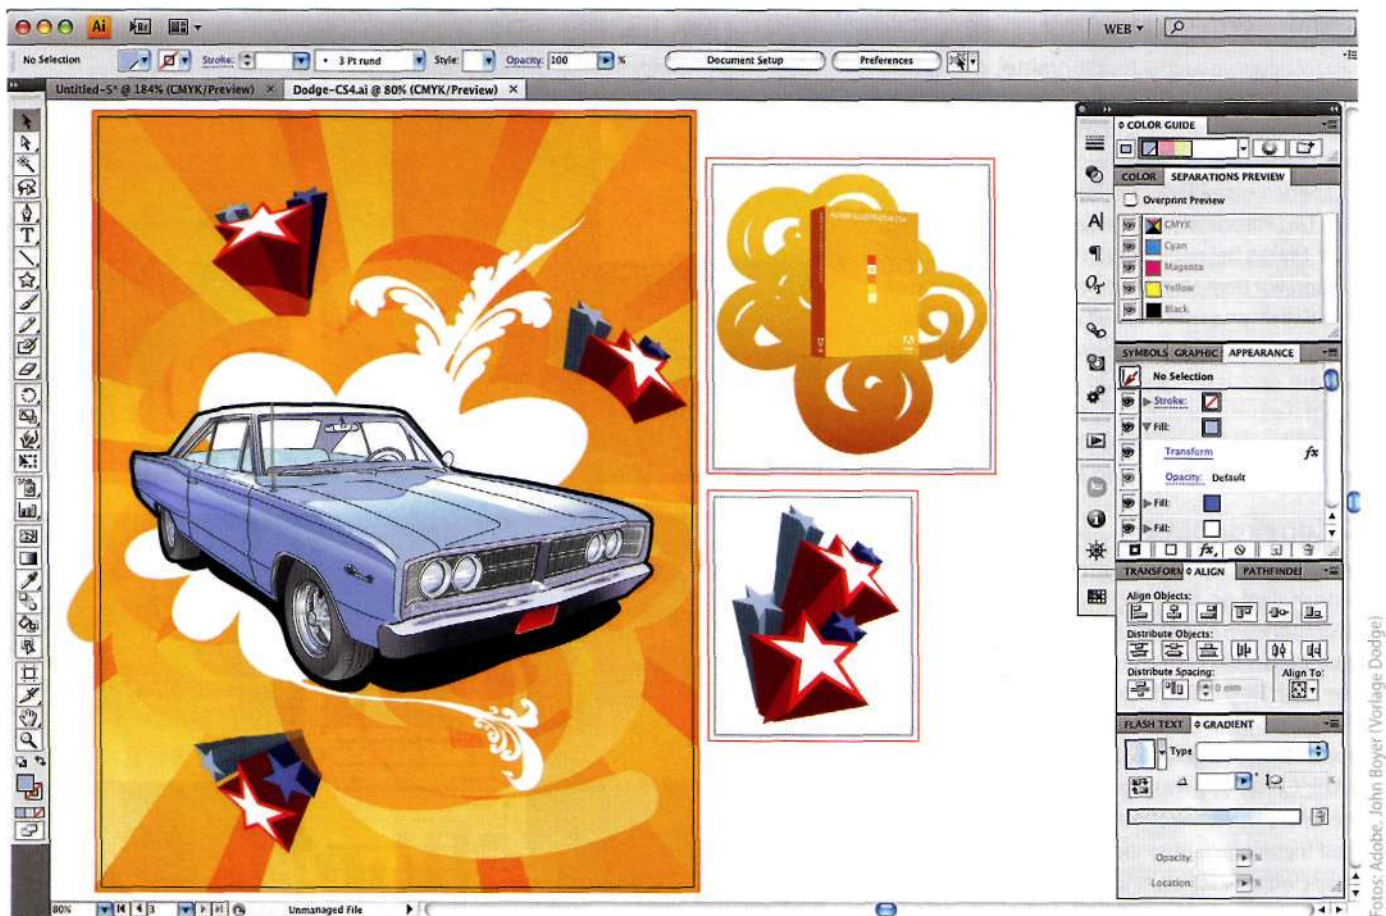 Ai Br WEB
No Selection Stroke: 3 Pt rund Style: Opacity: 100 % Document Setup Preferences
Untitled-5* @ 184% (CMYK/Preview) × Dodge-CS4.ai @ 80% (CMYK/Preview) ×
COLOR GUIDE
COLOR SEPARATIONS PREVIEW
Overprint Preview
CMYK
Cyan
Magenta
Yellow
Black
SYMBOLS GRAPHIC APPEARANCE
No Selection
Stroke:
Fill:
Transform fx
Opacity: Default
Fill:
Fill:
fx
TRANSFORM ALIGN PATHFINDER
Align Objects:
Distribute Objects:
Distribute Spacing: Align To:
0 mm
FLASH TEXT GRADIENT
Type
Opacity: %
Location: %
80% 3 Unmanaged File
Fotos: Adobe, John Boyer (Vorlage Dodge)